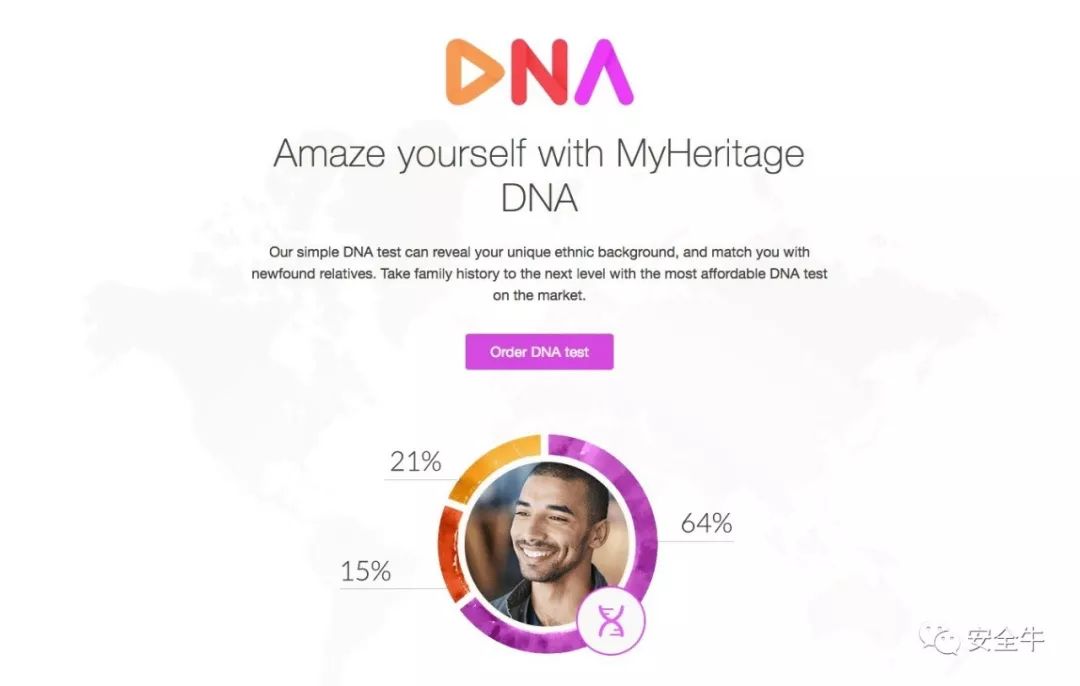 DNA
Amaze yourself with MyHeritage
DNA
Our simple DNA test can reveal your unique ethnic background, and match you with
newfound relatives. Take family history to the next level with the most affordable DNA test
on the market.
Order DNA test
21%
64%
15%
安全牛